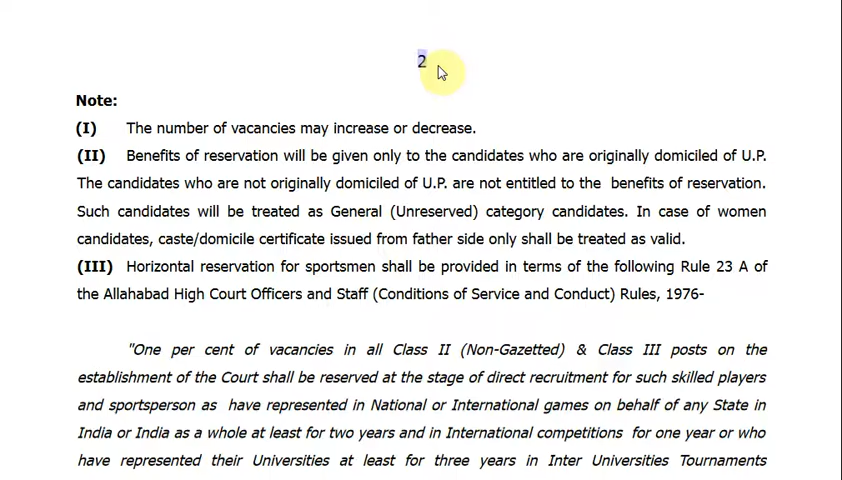 2
Note:
(I) The number of vacancies may increase or decrease.
(II) Benefits of reservation will be given only to the candidates who are originally domiciled of U.P.
The candidates who are not originally domiciled of U.P. are not entitled to the benefits of reservation.
Such candidates will be treated as General (Unreserved) category candidates. In case of women
candidates, caste/domicile certificate issued from father side only shall be treated as valid.
(III) Horizontal reservation for sportsmen shall be provided in terms of the following Rule 23 A of
the Allahabad High Court Officers and Staff (Conditions of Service and Conduct) Rules, 1976-
"One per cent of vacancies in all Class II (Non-Gazetted) & Class III posts on the
establishment of the Court shall be reserved at the stage of direct recruitment for such skilled players
and sportsperson as have represented in National or International games on behalf of any State in
India or India as a whole at least for two years and in International competitions for one year or who
have represented their Universities at least for three years in Inter Universities Tournaments